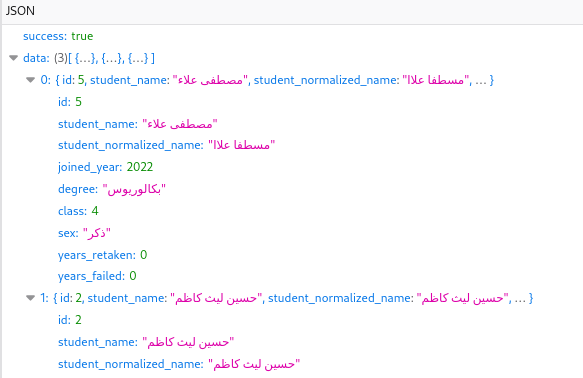 JSON
success: true
data: (3)[ {…}, {…}, {…} ]
0: { id: 5, student_name: "مصطفى علاء", student_normalized_name: "مسطفا علاا", … }
id: 5
student_name: "مصطفى علاء"
student_normalized_name: "مسطفا علاا"
joined_year: 2022
degree: "بكالوريوس"
class: 4
sex: "ذكر"
years_retaken: 0
years_failed: 0
1: { id: 2, student_name: "حسين ليث كاظم", student_normalized_name: "حسين ليث كاظم", … }
id: 2
student_name: "حسين ليث كاظم"
student_normalized_name: "حسين ليث كاظم"